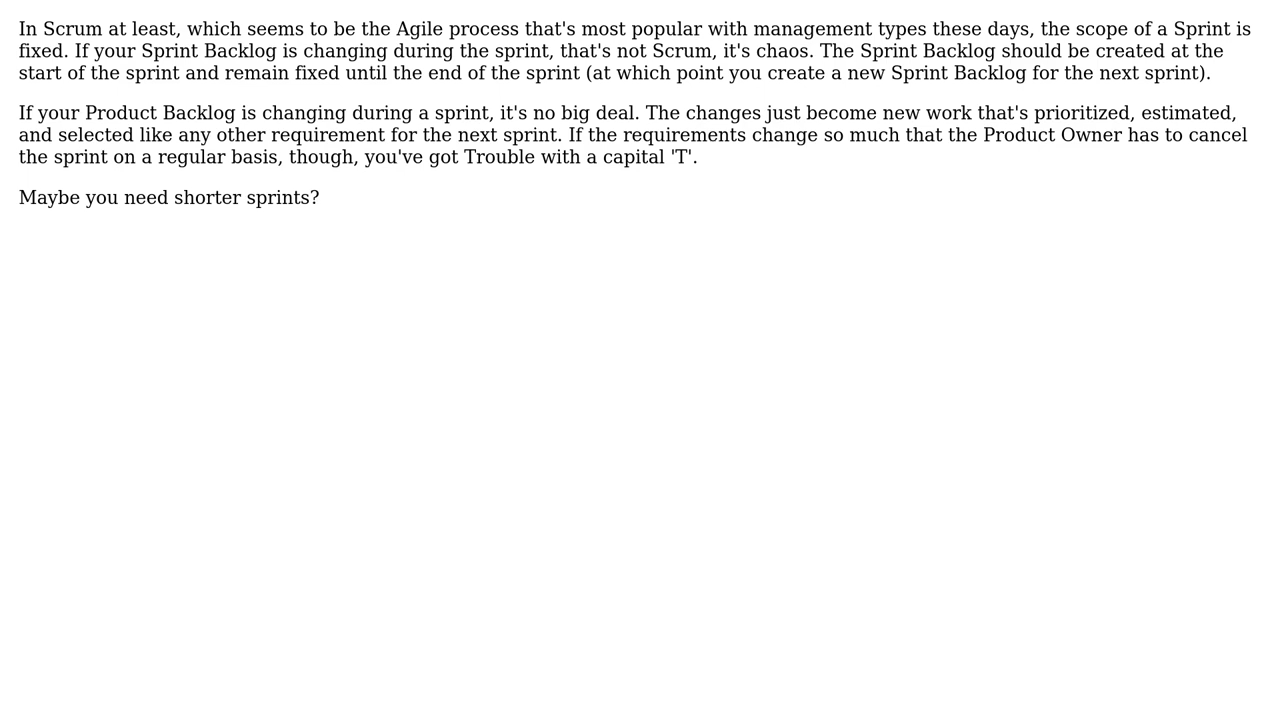 In Scrum at least, which seems to be the Agile process that's most popular with management types these days, the scope of a Sprint is
fixed. If your Sprint Backlog is changing during the sprint, that's not Scrum, it's chaos. The Sprint Backlog should be created at the
start of the sprint and remain fixed until the end of the sprint (at which point you create a new Sprint Backlog for the next sprint).
If your Product Backlog is changing during a sprint, it's no big deal. The changes just become new work that's prioritized, estimated,
and selected like any other requirement for the next sprint. If the requirements change so much that the Product Owner has to cancel
the sprint on a regular basis, though, you've got Trouble with a capital 'T'.
Maybe you need shorter sprints?